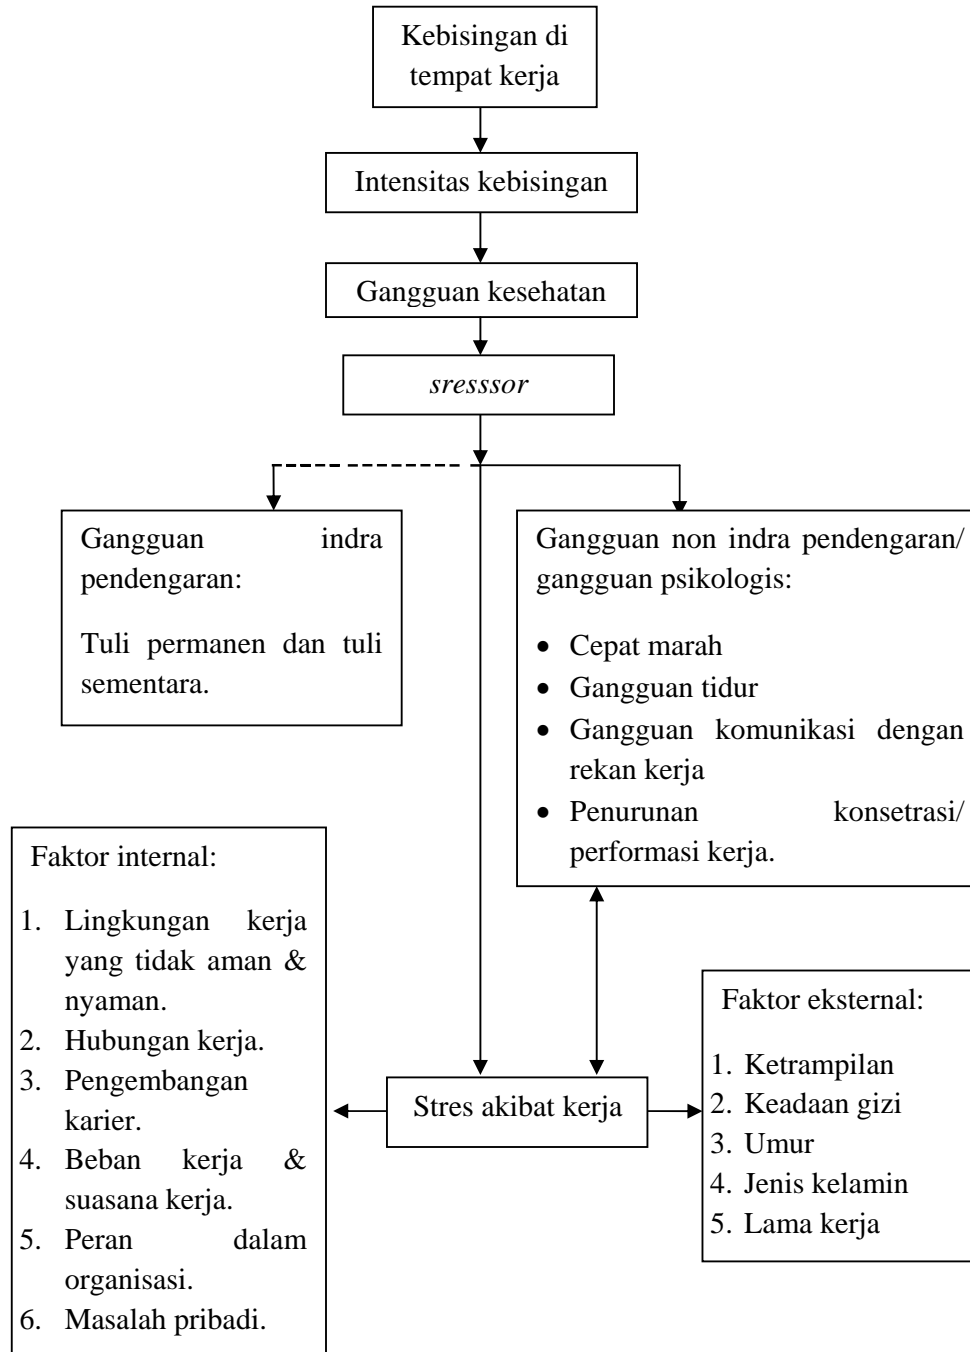 Kebisingan di
tempat kerja
Intensitas kebisingan
Gangguan kesehatan
sresssor
Gangguan indra
pendengaran:
Tuli permanen dan tuli
sementara.
Gangguan non indra pendengaran/
gangguan psikologis:
• Cepat marah
• Gangguan tidur
• Gangguan komunikasi dengan
rekan kerja
• Penurunan konsetrasi/
performasi kerja.
Faktor internal:
1. Lingkungan kerja
yang tidak aman &
nyaman.
2. Hubungan kerja.
3. Pengembangan
karier.
4. Beban kerja &
suasana kerja.
5. Peran dalam
organisasi.
6. Masalah pribadi.
Stres akibat kerja
Faktor eksternal:
1. Ketrampilan
2. Keadaan gizi
3. Umur
4. Jenis kelamin
5. Lama kerja